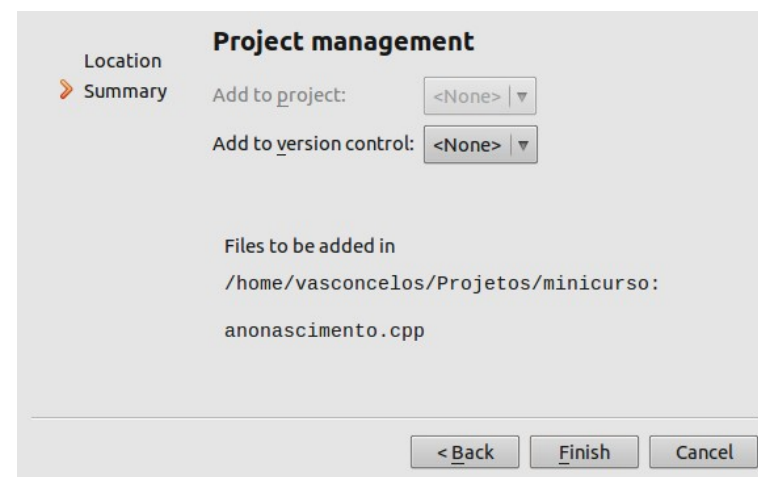 Project management
Location
Summary
Add to project:
<None>
Add to version control:
<None>
Files to be added in
/home/vasconcelos/Projetos/minicurso:
anonascimento.cpp
< Back
Finish
Cancel